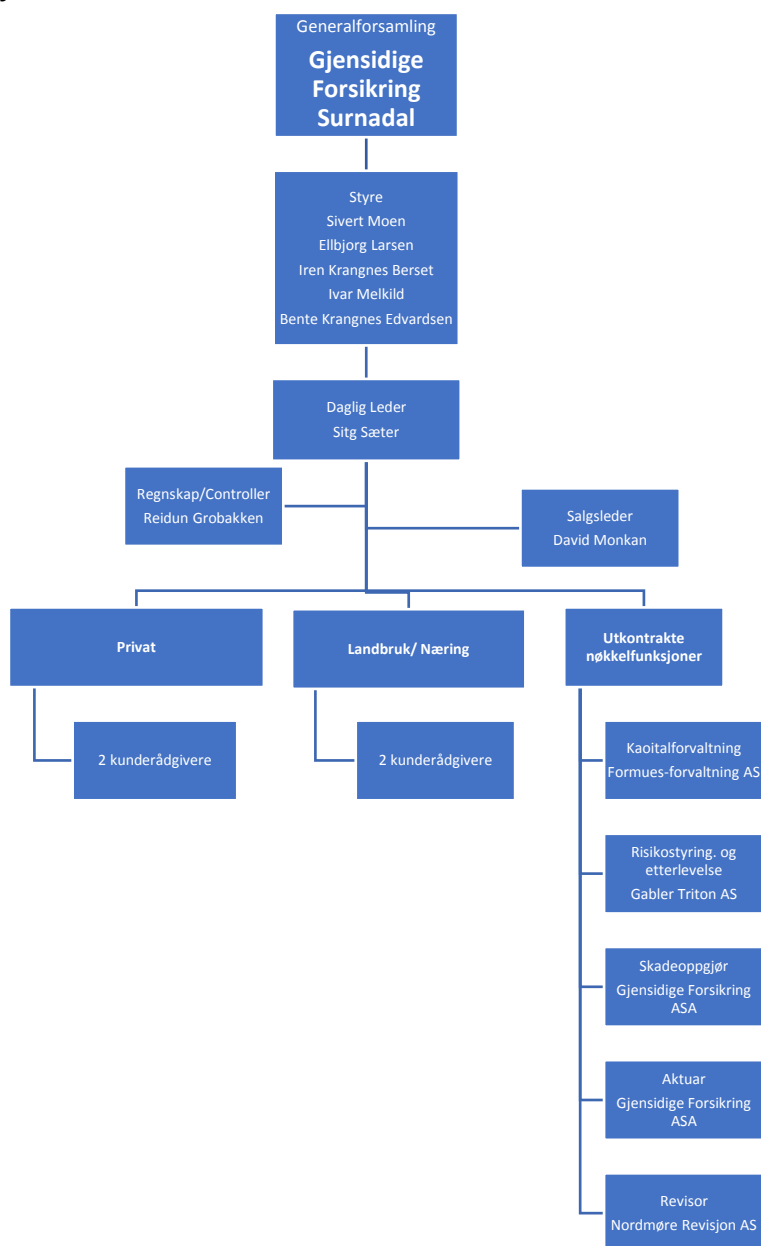 Generalforsamling
Gjensidige
Forsikring
Surnadal
Styre
Sivert Moen
Ellbjorg Larsen
Iren Krangnes Berset
Ivar Melkild
Bente Krangnes Edvardsen
Daglig Leder
Sitg Sæter
Regnskap/Controller
Reidun Grobakken
Salgsleder
David Monkan
Privat
Landbruk/ Næring
Utkontrakte
nøkkelfunksjoner
2 kunderådgivere
2 kunderådgivere
Kaoitalforvaltning
Formues-forvaltning AS
Risikostyring. og
etterlevelse
Gabler Triton AS
Skadeoppgjør
Gjensidige Forsikring
ASA
Aktuar
Gjensidige Forsikring
ASA
Revisor
Nordmøre Revisjon AS